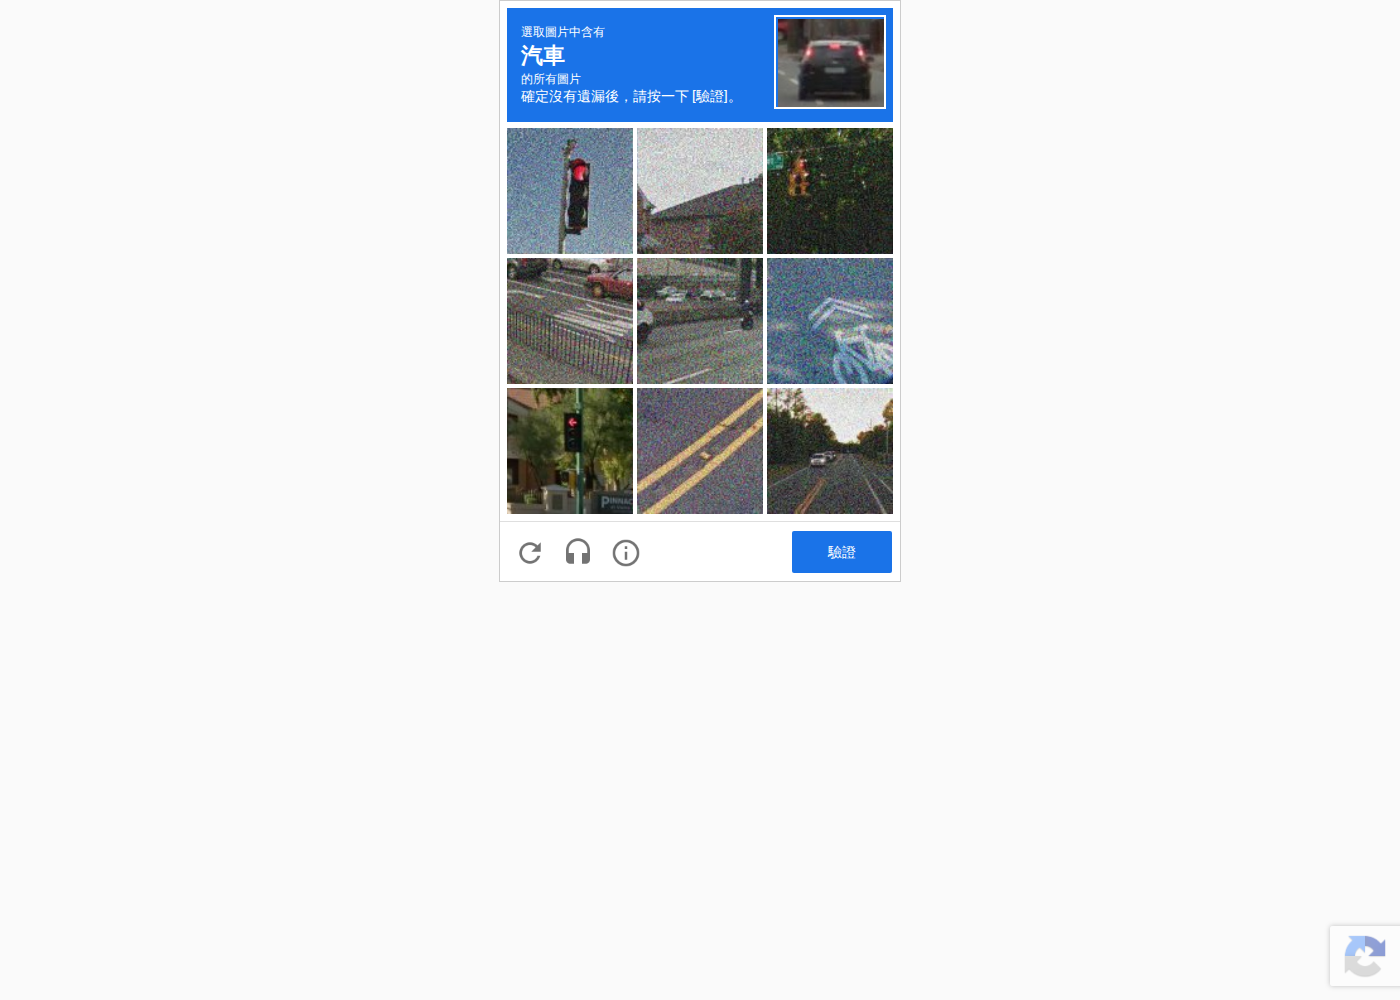 選取圖片中含有
汽車
的所有圖片
確定沒有遺漏後，請按一下 [驗證]。
驗證